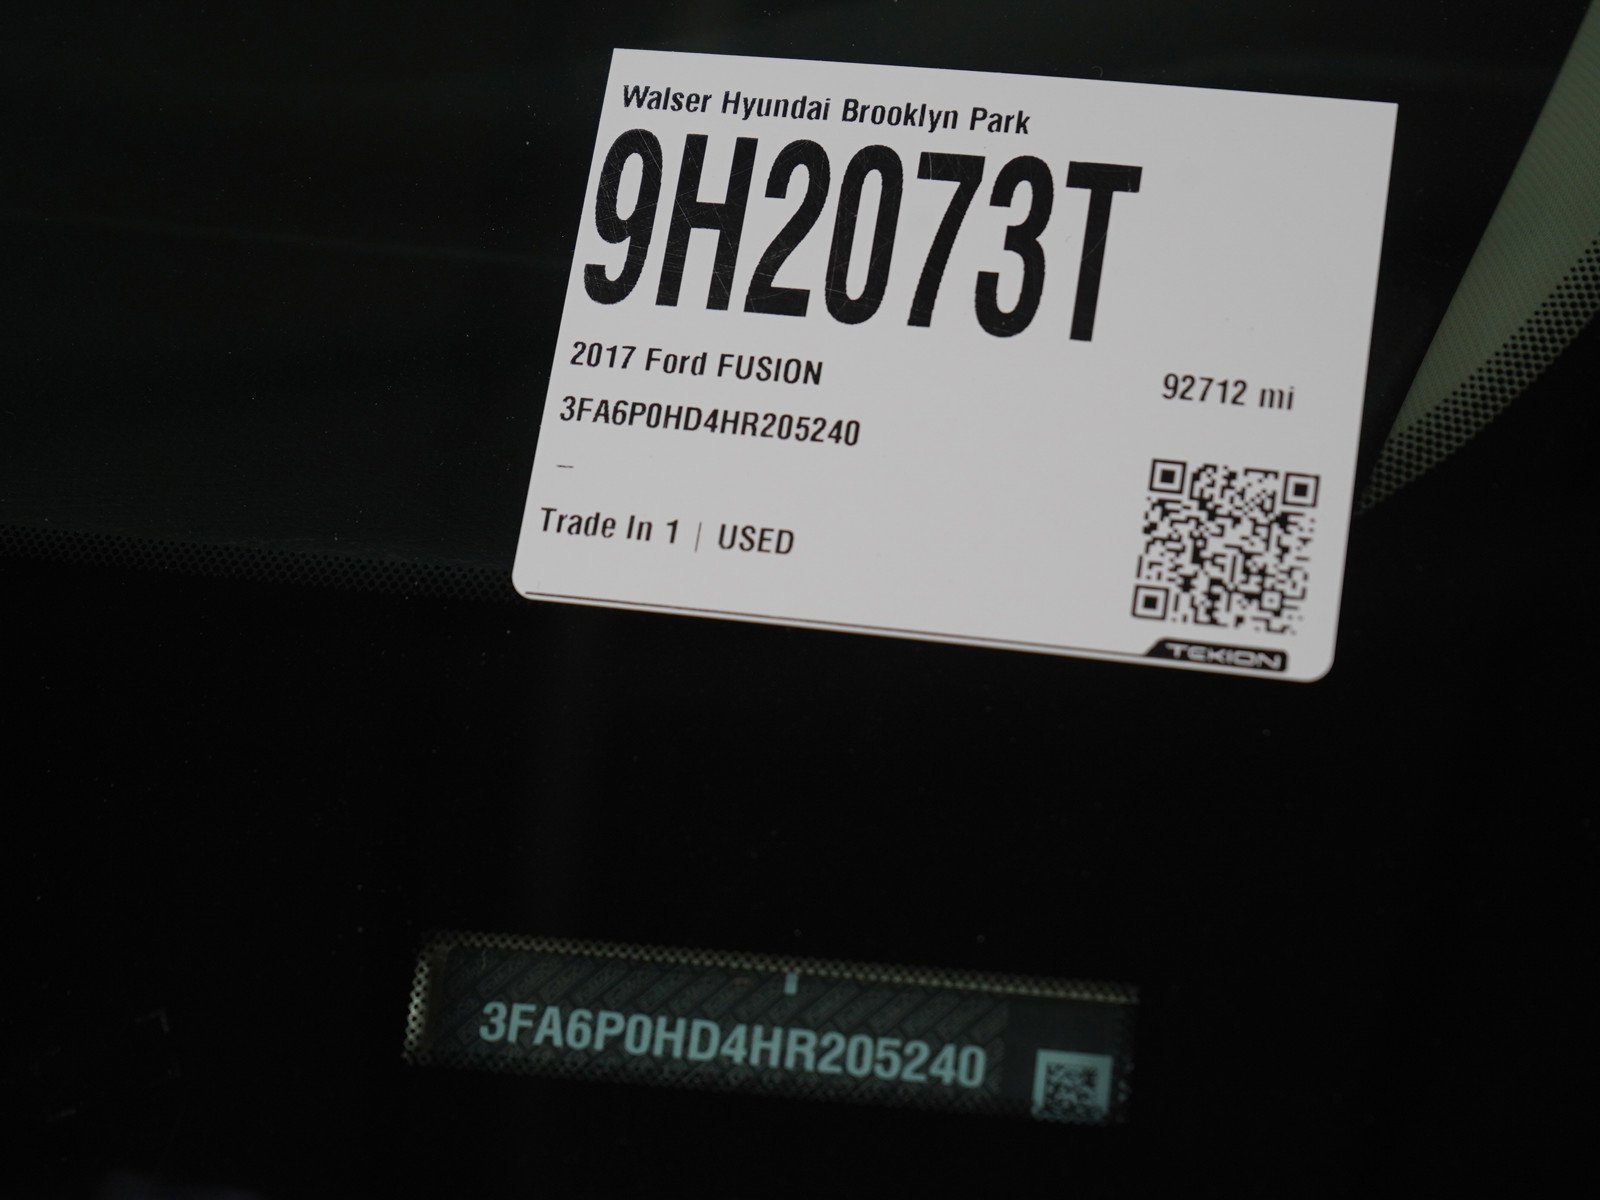 Walser Hyundai Brooklyn Park
9H2073T
2017 Ford FUSION
92712 mi
3FA6P0HD4HR205240
–
Trade In 1 | USED
TEKION
3FA6P0HD4HR205240